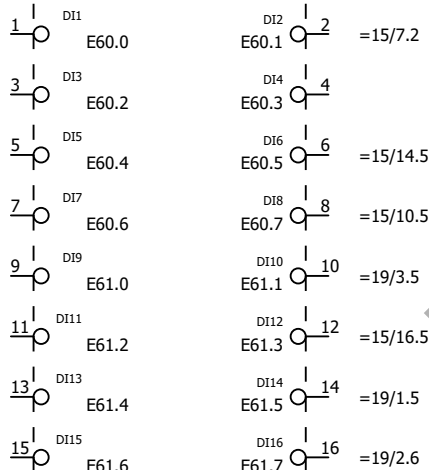 1 DI1 E60.0 DI2 E60.1 2 =15/7.2
3 DI3 E60.2 DI4 E60.3 4
5 DI5 E60.4 DI6 E60.5 6 =15/14.5
7 DI7 E60.6 DI8 E60.7 8 =15/10.5
9 DI9 E61.0 DI10 E61.1 10 =19/3.5
11 DI11 E61.2 DI12 E61.3 12 =15/16.5
13 DI13 E61.4 DI14 E61.5 14 =19/1.5
15 DI15 E61.6 DI16 E61.7 16 =19/2.6